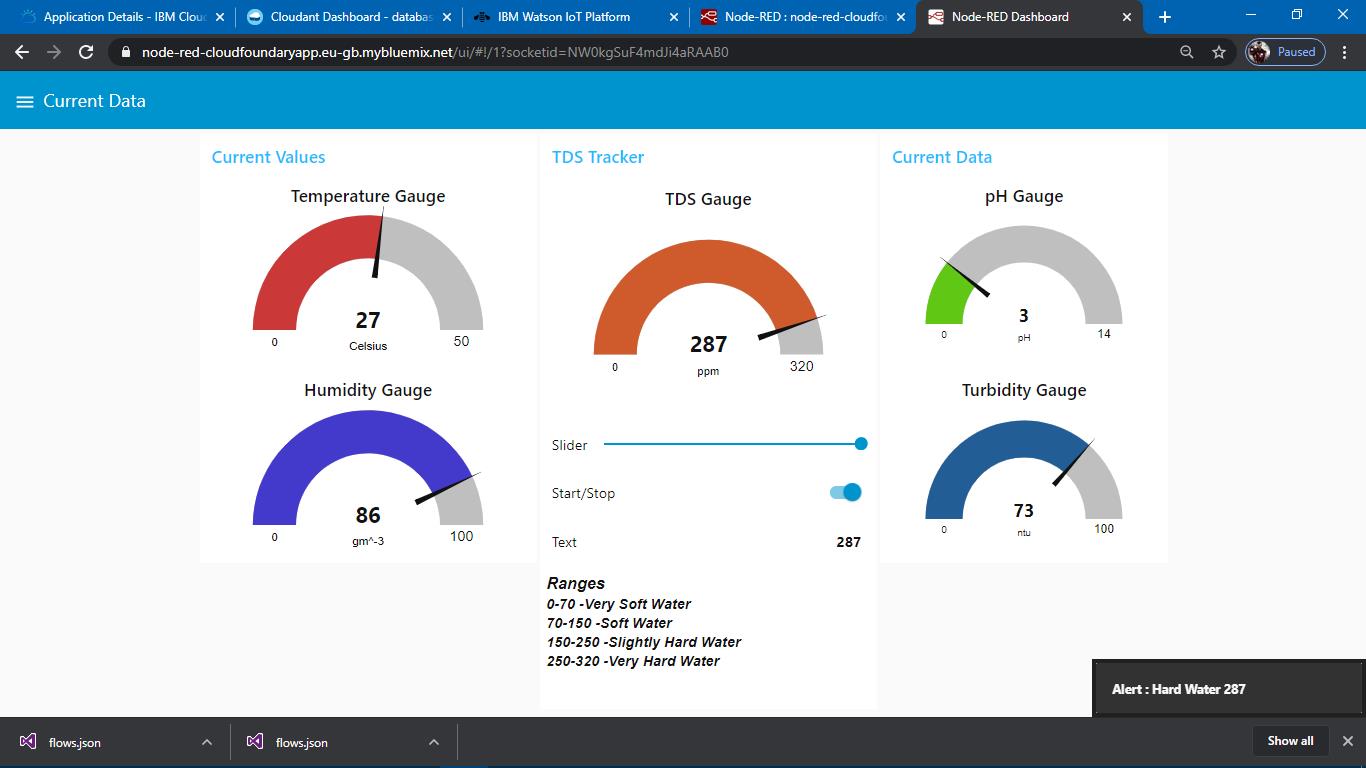 Application Details - IBM Clou
Cloudant Dashboard - databas
IBM Watson IoT Platform
Node-RED : node-red-cloudfou
Node-RED Dashboard
node-red-cloudfoundaryapp.eu-gb.mybluemix.net/ui/#!/1?socketid=NW0kgSuF4mdJi4aRAAB0
Paused
Current Data
Current Values
Temperature Gauge
27
Celsius
0
50
Humidity Gauge
86
gm^-3
0
100
TDS Tracker
TDS Gauge
287
ppm
0
320
Slider
Start/Stop
Text 287
Ranges
0-70 -Very Soft Water
70-150 -Soft Water
150-250 -Slightly Hard Water
250-320 -Very Hard Water
Current Data
pH Gauge
3
pH
0
14
Turbidity Gauge
73
ntu
0
100
Alert : Hard Water 287
flows.json
flows.json
Show all